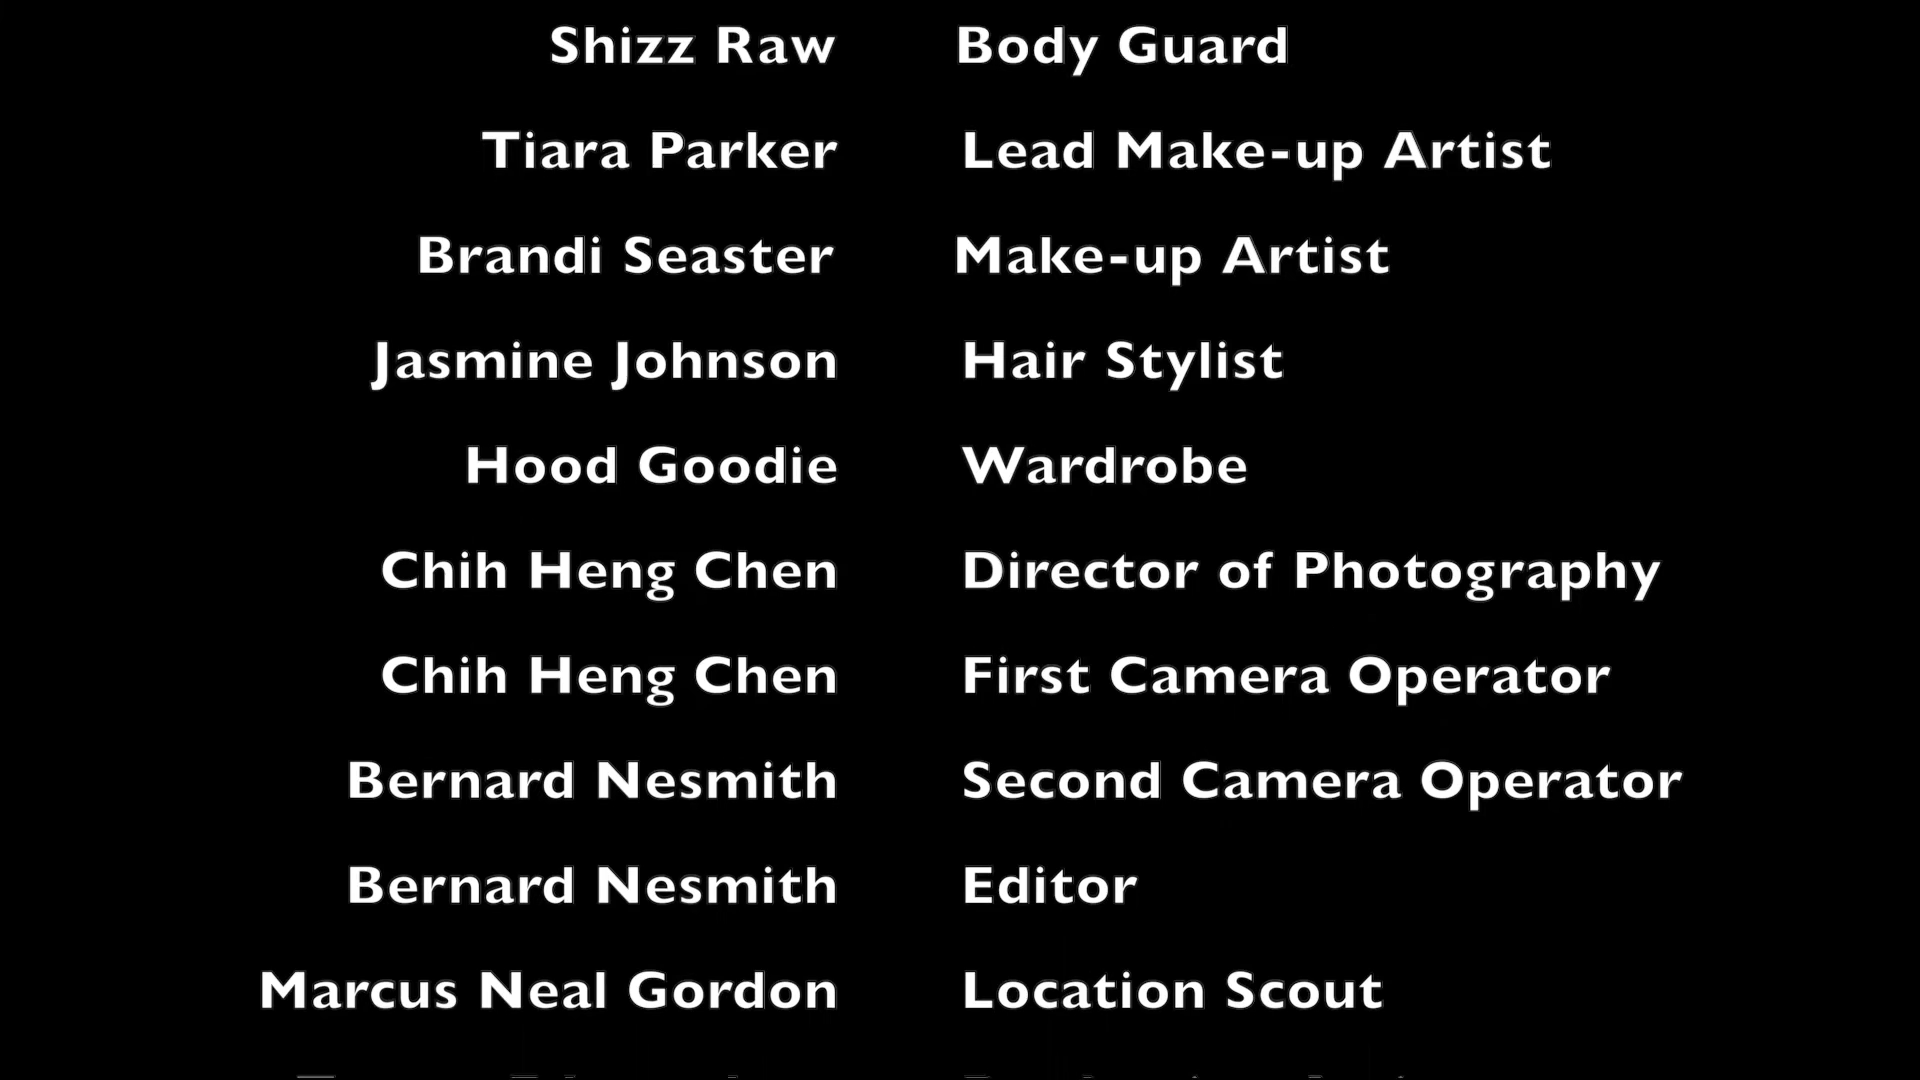 Shizz Raw Body Guard
Tiara Parker Lead Make-up Artist
Brandi Seaster Make-up Artist
Jasmine Johnson Hair Stylist
Hood Goodie Wardrobe
Chih Heng Chen Director of Photography
Chih Heng Chen First Camera Operator
Bernard Nesmith Second Camera Operator
Bernard Nesmith Editor
Marcus Neal Gordon Location Scout